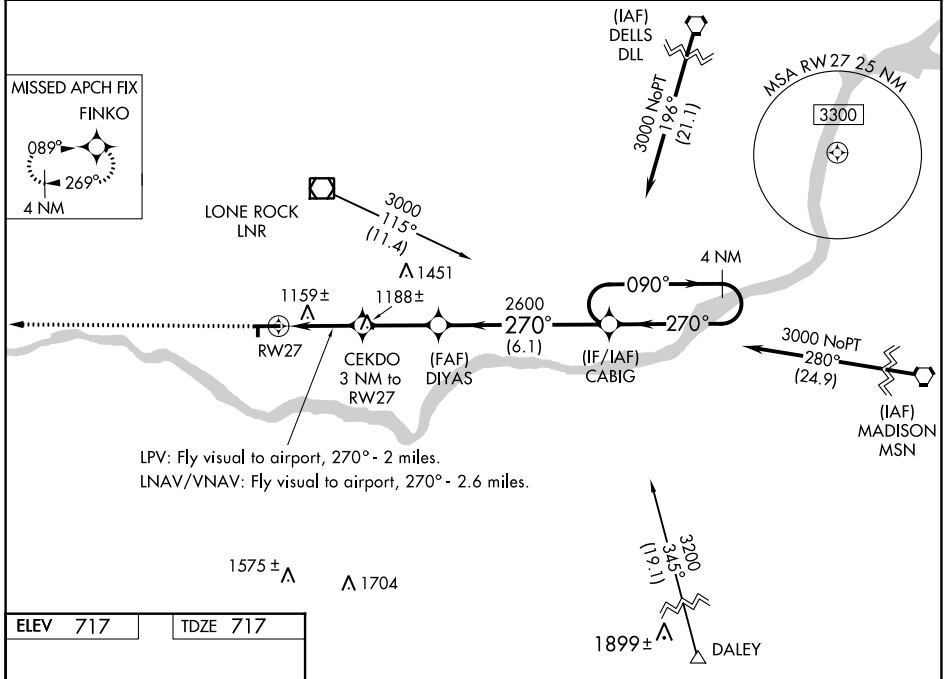 (IAF)
DELLS
DLL
3000 NoPT
196°
(21.1)
MSA RW 27 25 NM
3300
MISSED APCH FIX
FINKO
089°
269°
4 NM
LONE ROCK
LNR
3000
115°
(11.4)
1451
4 NM
090°
1159±
1188±
2600
270°
(6.1)
270°
RW27
CEKDO
3 NM to
RW27
(FAF)
DIYAS
(IF/IAF)
CABIG
3000 NoPT
280°
(24.9)
(IAF)
MADISON
MSN
LPV: Fly visual to airport, 270° - 2 miles.
LNAV/VNAV: Fly visual to airport, 270° - 2.6 miles.
3200
345°
(19.1)
1575 ±
1704
1899 ±
DALEY
ELEV 717
TDZE 717